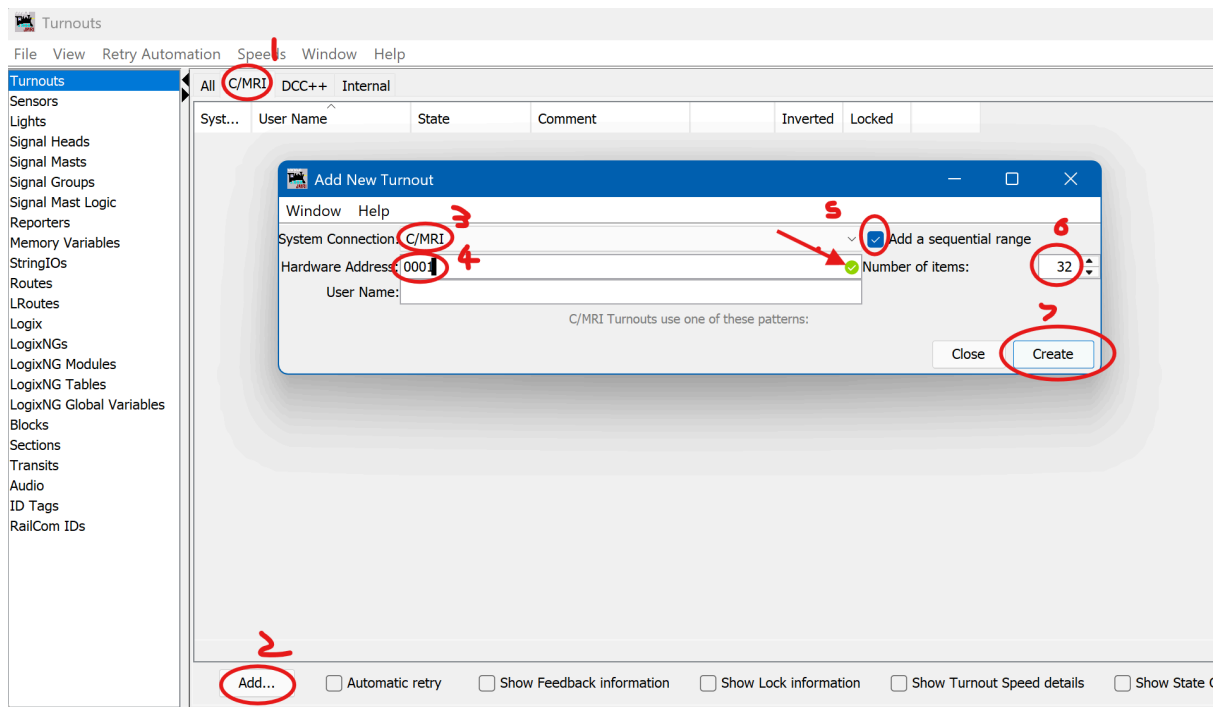 Turnouts
File View Retry Automation Speeds Window Help
1
Turnouts
Sensors
Lights
Signal Heads
Signal Masts
Signal Groups
Signal Mast Logic
Reporters
Memory Variables
StringIOs
Routes
LRoutes
Logix
LogixNGs
LogixNG Modules
LogixNG Tables
LogixNG Global Variables
Blocks
Sections
Transits
Audio
ID Tags
RailCom IDs
All C/MRI DCC++ Internal
Syst... User Name State Comment Inverted Locked
Add New Turnout
Window Help
3 5 6
System Connection: C/MRI Add a sequential range
Hardware Address: 0001 4 Number of items: 32
User Name:
C/MRI Turnouts use one of these patterns:
7
Close Create
2
Add... Automatic retry Show Feedback information Show Lock information Show Turnout Speed details Show State